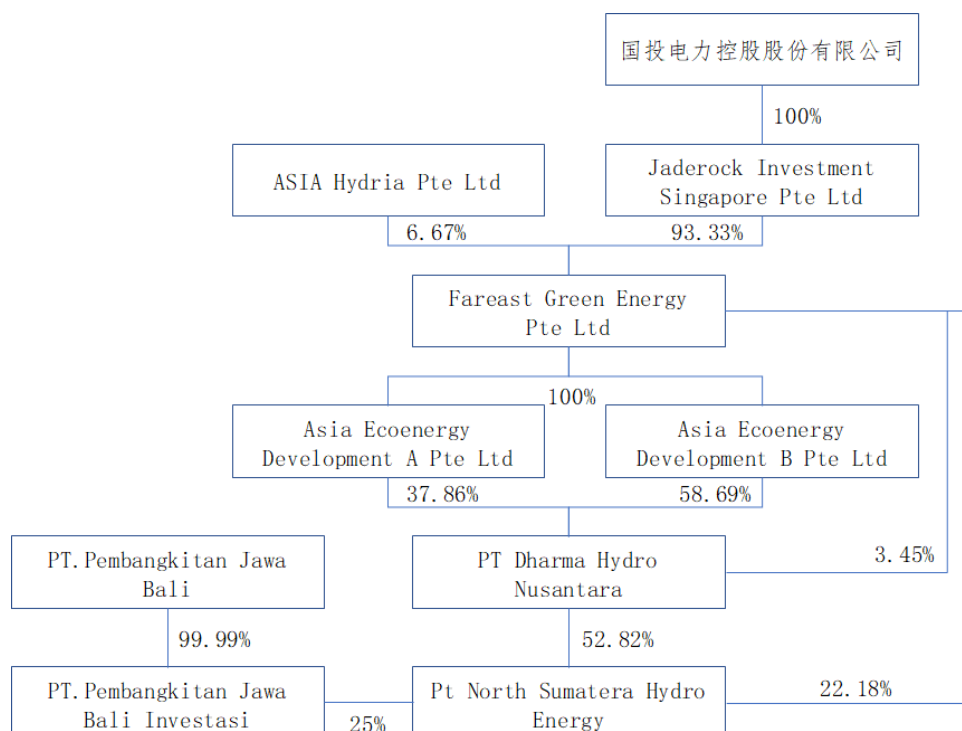 国投电力控股股份有限公司
100%
ASIA Hydria Pte Ltd
Jaderock Investment
Singapore Pte Ltd
6.67%
93.33%
Fareast Green Energy
Pte Ltd
100%
Asia Ecoenergy
Development A Pte Ltd
Asia Ecoenergy
Development B Pte Ltd
37.86%
58.69%
PT.Pembangkitan Jawa
Bali
PT Dharma Hydro
Nusantara
3.45%
99.99%
52.82%
PT.Pembangkitan Jawa
Bali Investasi
25%
Pt North Sumatera Hydro
Energy
22.18%